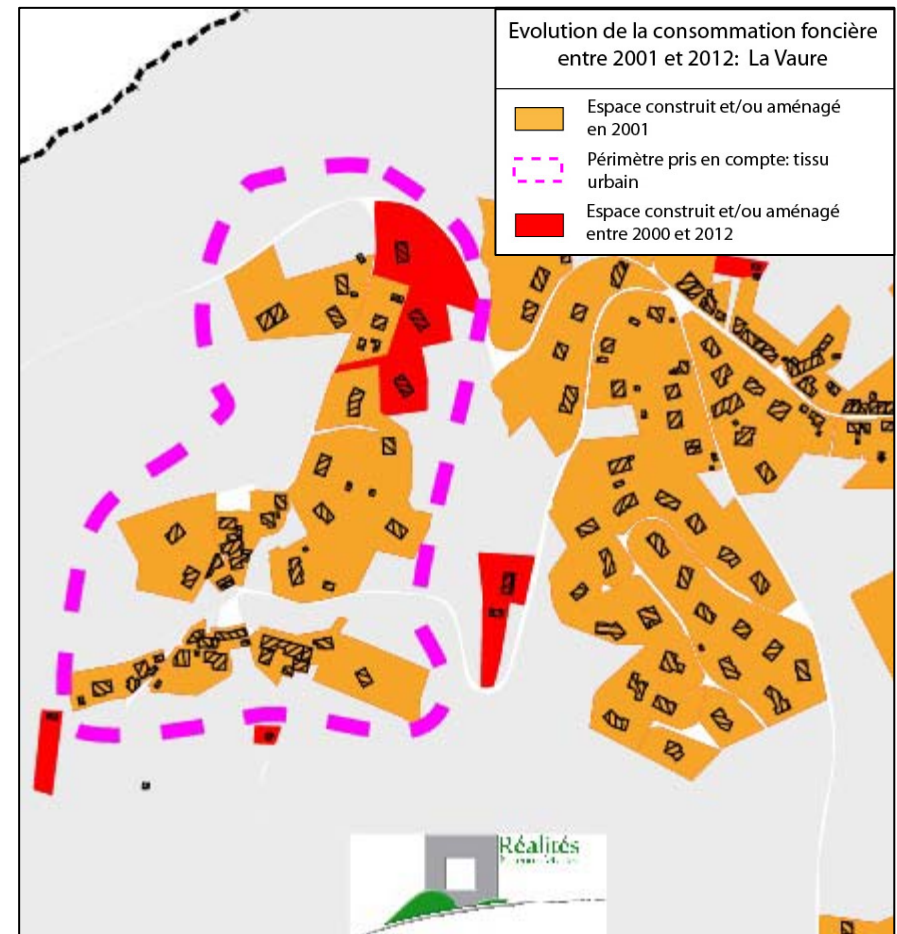 Evolution de la consommation foncière
entre 2001 et 2012: La Vaure
Espace construit et/ou aménagé
en 2001
Périmètre pris en compte: tissu
urbain
Espace construit et/ou aménagé
entre 2000 et 2012
Réalités